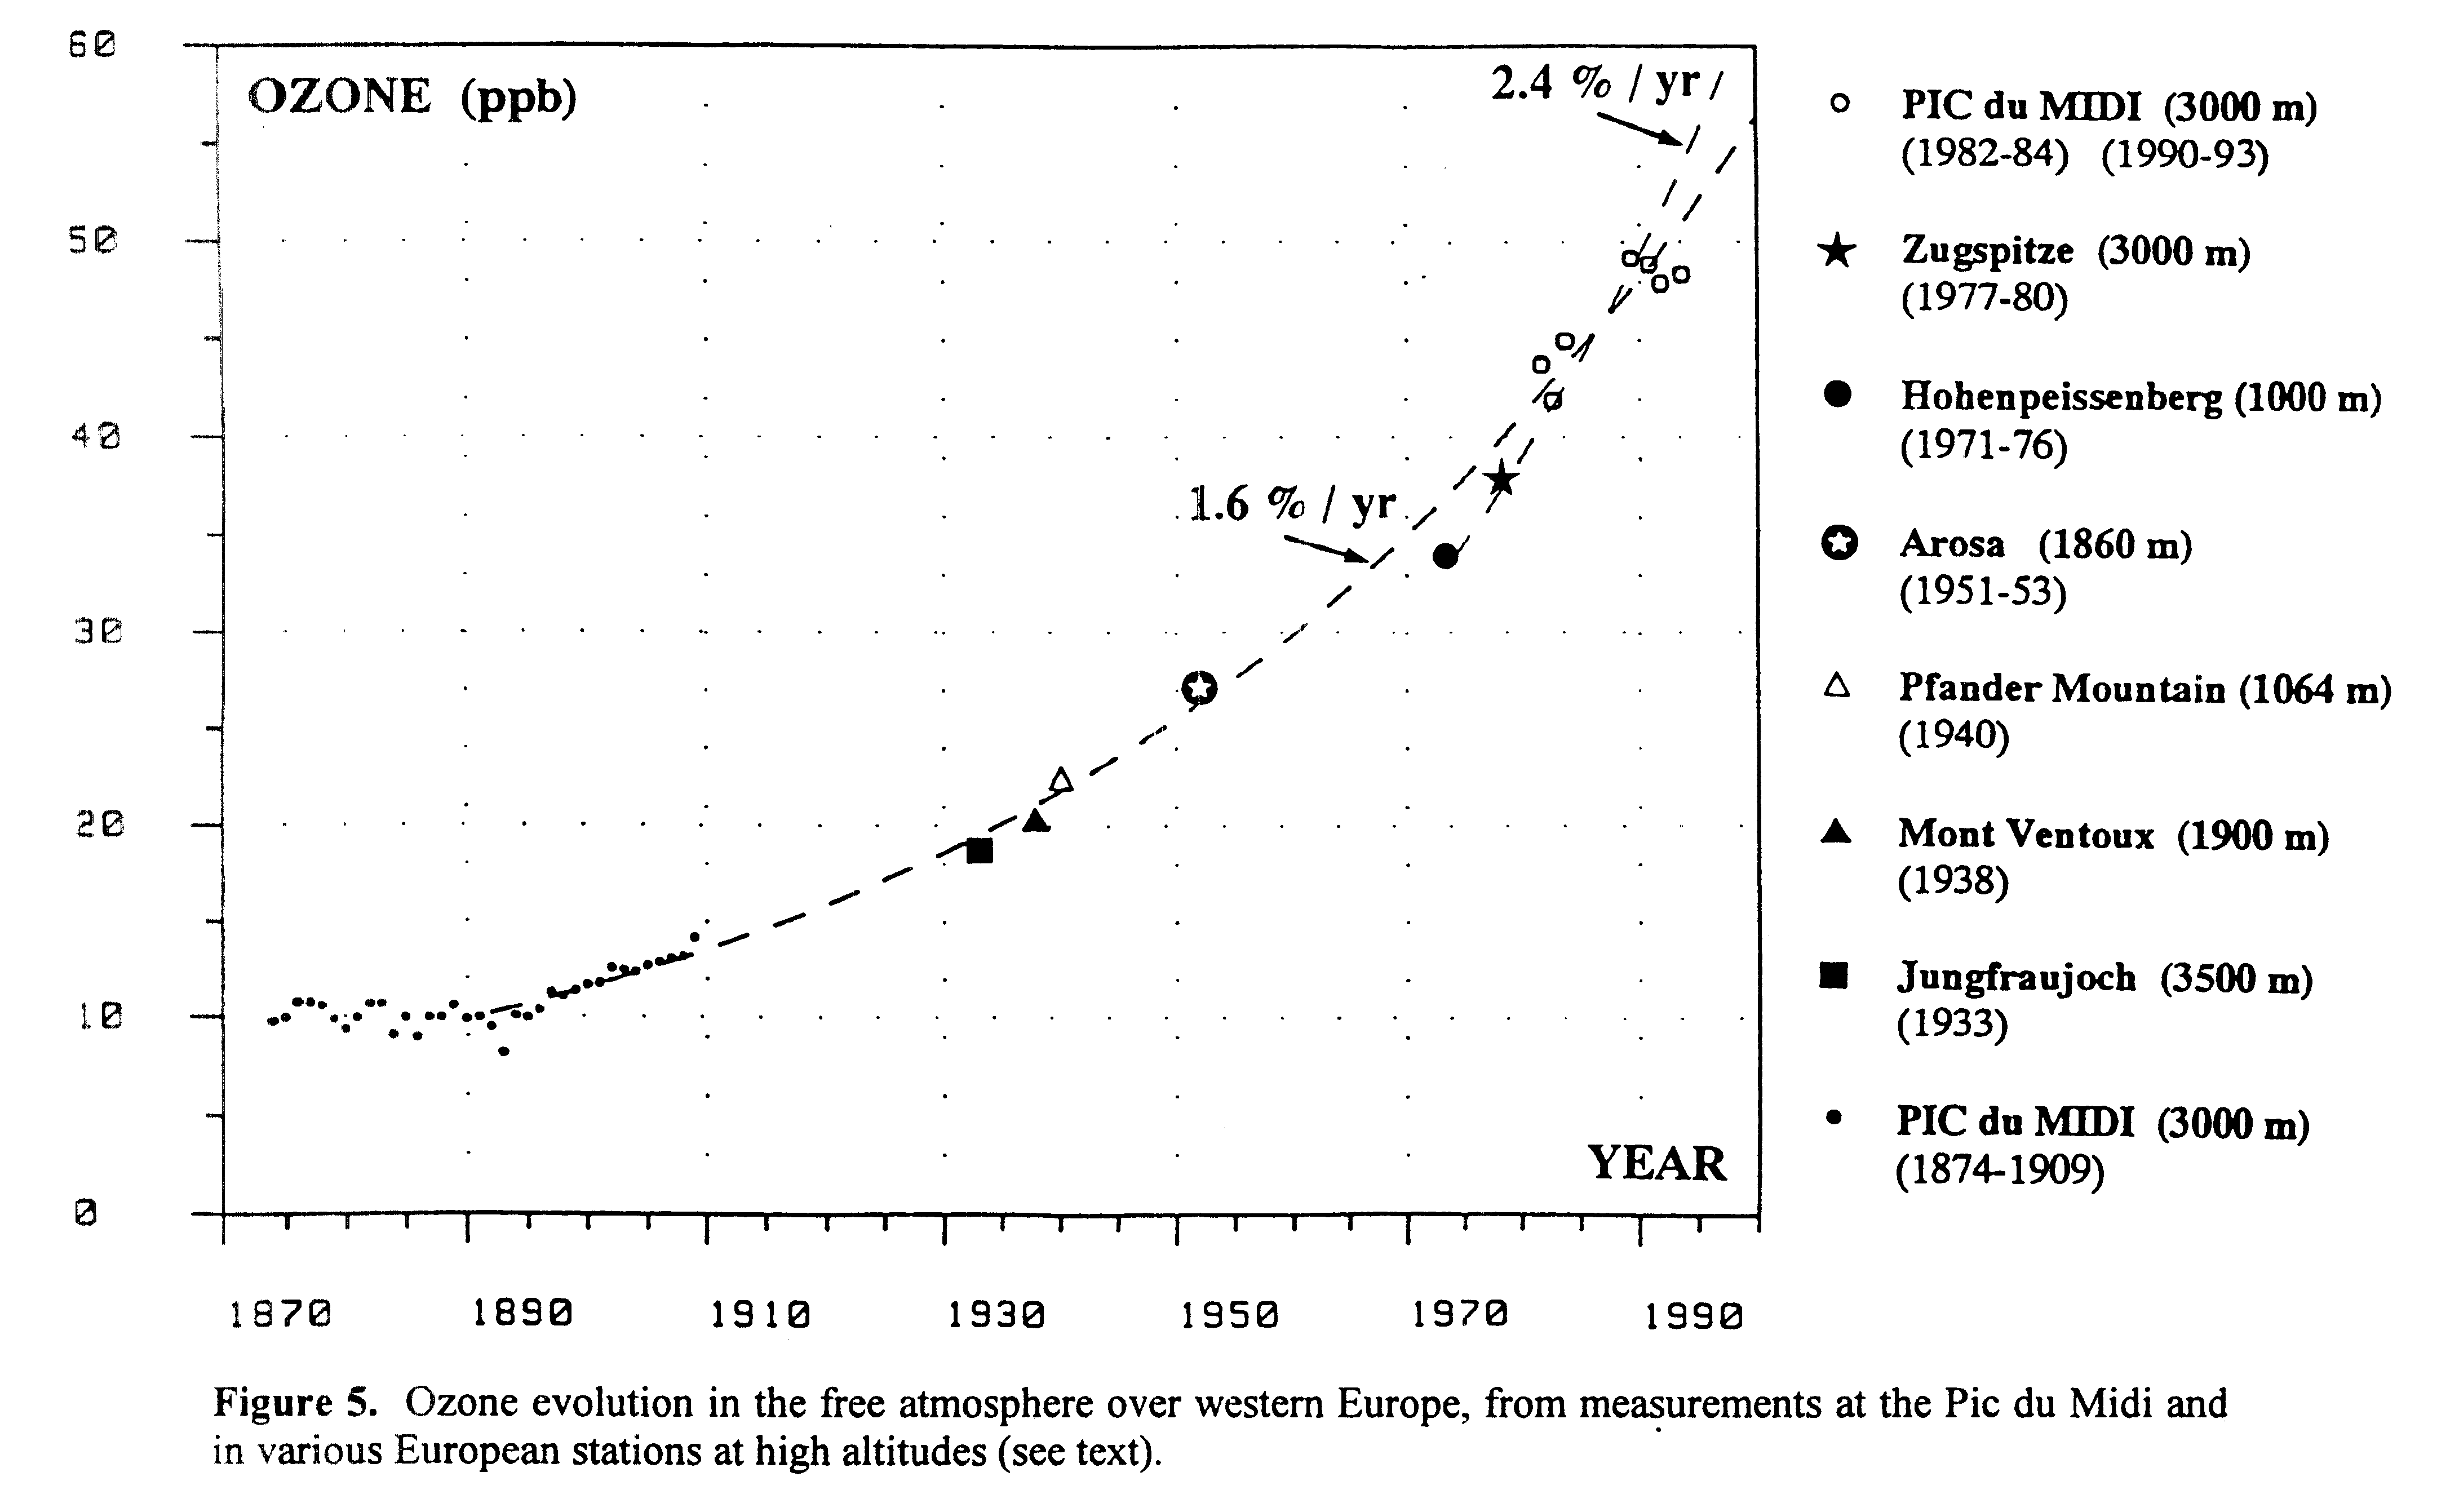 60
OZONE (ppb)
2.4 % / yr
50
40
1.6 % / yr
30
20
10
YEAR
0
1870 1890 1910 1930 1950 1970 1990
PIC du MIDI (3000 m)
(1982-84) (1990-93)
Zugspitze (3000 m)
(1977-80)
Hohenpeissenberg (1000 m)
(1971-76)
Arosa (1860 m)
(1951-53)
Pfander Mountain (1064 m)
(1940)
Mont Ventoux (1900 m)
(1938)
Jungfraujoch (3500 m)
(1933)
PIC du MIDI (3000 m)
(1874-1909)
Figure 5. Ozone evolution in the free atmosphere over western Europe, from measurements at the Pic du Midi and
in various European stations at high altitudes (see text).